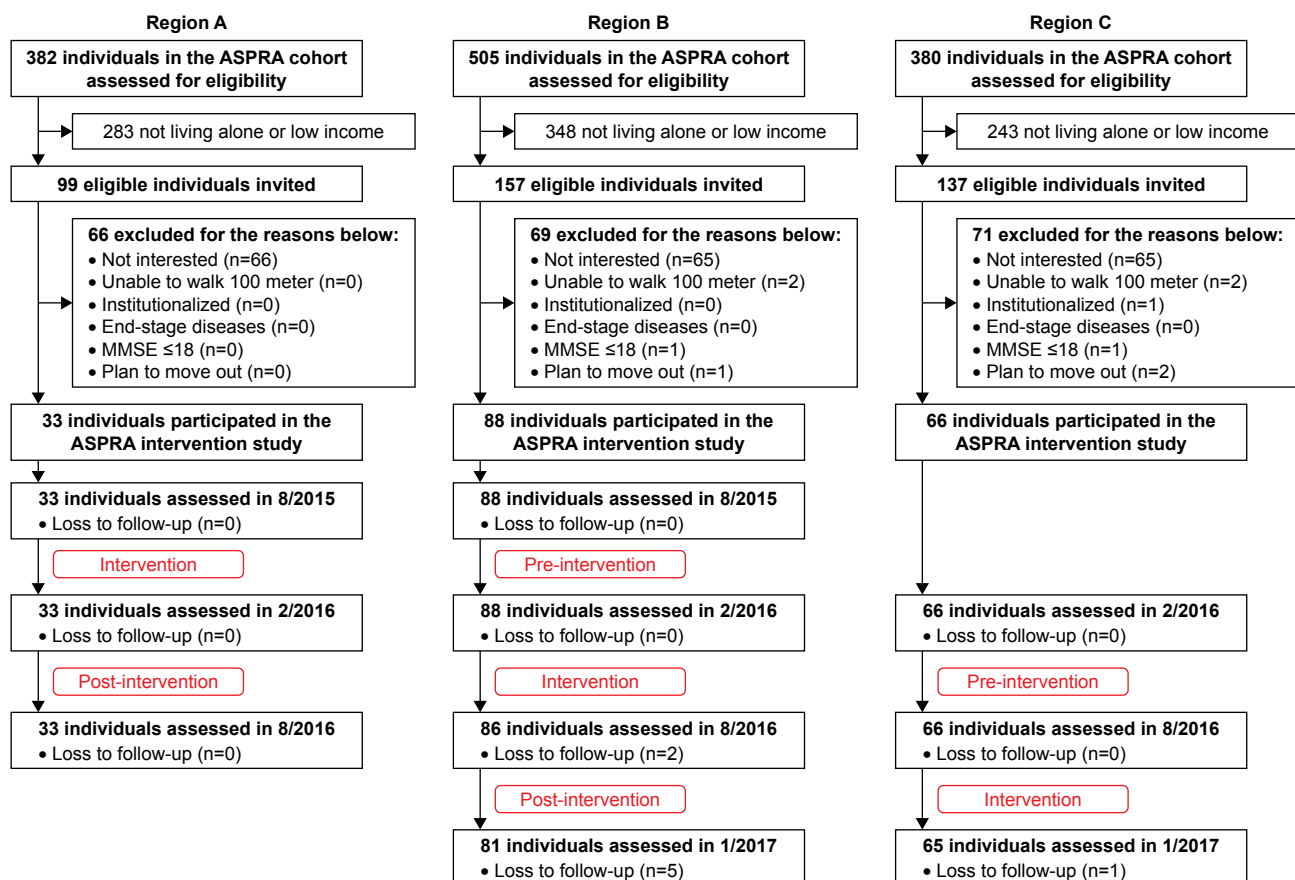 Region A
382 individuals in the ASPRA cohort
assessed for eligibility
283 not living alone or low income
99 eligible individuals invited
66 excluded for the reasons below:
• Not interested (n=66)
• Unable to walk 100 meter (n=0)
• Institutionalized (n=0)
• End-stage diseases (n=0)
• MMSE ≤18 (n=0)
• Plan to move out (n=0)
33 individuals participated in the
ASPRA intervention study
33 individuals assessed in 8/2015
• Loss to follow-up (n=0)
Intervention
33 individuals assessed in 2/2016
• Loss to follow-up (n=0)
Post-intervention
33 individuals assessed in 8/2016
• Loss to follow-up (n=0)
Region B
505 individuals in the ASPRA cohort
assessed for eligibility
348 not living alone or low income
157 eligible individuals invited
69 excluded for the reasons below:
• Not interested (n=65)
• Unable to walk 100 meter (n=2)
• Institutionalized (n=0)
• End-stage diseases (n=0)
• MMSE ≤18 (n=1)
• Plan to move out (n=1)
88 individuals participated in the
ASPRA intervention study
88 individuals assessed in 8/2015
• Loss to follow-up (n=0)
Pre-intervention
88 individuals assessed in 2/2016
• Loss to follow-up (n=0)
Intervention
86 individuals assessed in 8/2016
• Loss to follow-up (n=2)
Post-intervention
81 individuals assessed in 1/2017
• Loss to follow-up (n=5)
Region C
380 individuals in the ASPRA cohort
assessed for eligibility
243 not living alone or low income
137 eligible individuals invited
71 excluded for the reasons below:
• Not interested (n=65)
• Unable to walk 100 meter (n=2)
• Institutionalized (n=1)
• End-stage diseases (n=0)
• MMSE ≤18 (n=1)
• Plan to move out (n=2)
66 individuals participated in the
ASPRA intervention study
66 individuals assessed in 2/2016
• Loss to follow-up (n=0)
Pre-intervention
66 individuals assessed in 8/2016
• Loss to follow-up (n=0)
Intervention
65 individuals assessed in 1/2017
• Loss to follow-up (n=1)